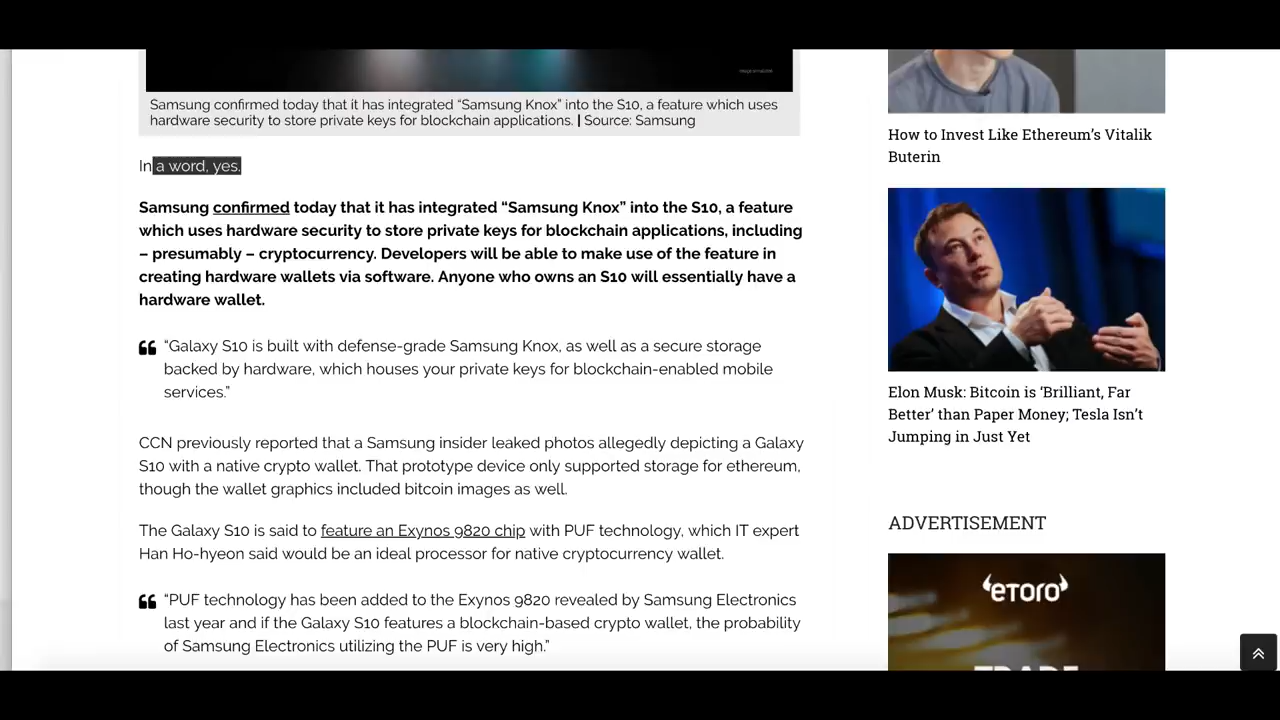 Samsung confirmed today that it has integrated “Samsung Knox” into the S10, a feature which uses
hardware security to store private keys for blockchain applications. | Source: Samsung
In a word, yes.
Samsung confirmed today that it has integrated “Samsung Knox” into the S10, a feature
which uses hardware security to store private keys for blockchain applications, including
– presumably – cryptocurrency. Developers will be able to make use of the feature in
creating hardware wallets via software. Anyone who owns an S10 will essentially have a
hardware wallet.
“Galaxy S10 is built with defense-grade Samsung Knox, as well as a secure storage
backed by hardware, which houses your private keys for blockchain-enabled mobile
services.”
CCN previously reported that a Samsung insider leaked photos allegedly depicting a Galaxy
S10 with a native crypto wallet. That prototype device only supported storage for ethereum,
though the wallet graphics included bitcoin images as well.
The Galaxy S10 is said to feature an Exynos 9820 chip with PUF technology, which IT expert
Han Ho-hyeon said would be an ideal processor for native cryptocurrency wallet.
“PUF technology has been added to the Exynos 9820 revealed by Samsung Electronics
last year and if the Galaxy S10 features a blockchain-based crypto wallet, the probability
of Samsung Electronics utilizing the PUF is very high.”
How to Invest Like Ethereum’s Vitalik
Buterin
Elon Musk: Bitcoin is ‘Brilliant, Far
Better’ than Paper Money; Tesla Isn’t
Jumping in Just Yet
ADVERTISEMENT
eToro
TRADE